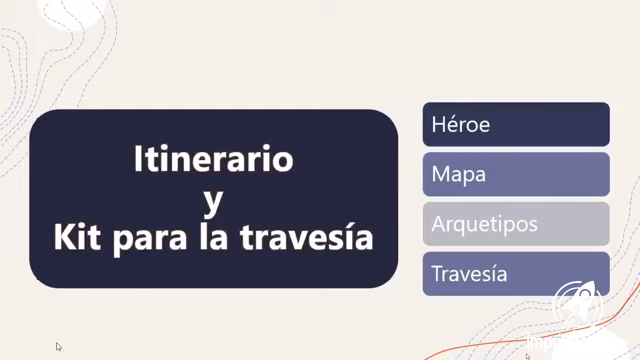 Itinerario
y
Kit para la travesía
Héroe
Mapa
Arquetipos
Travesía